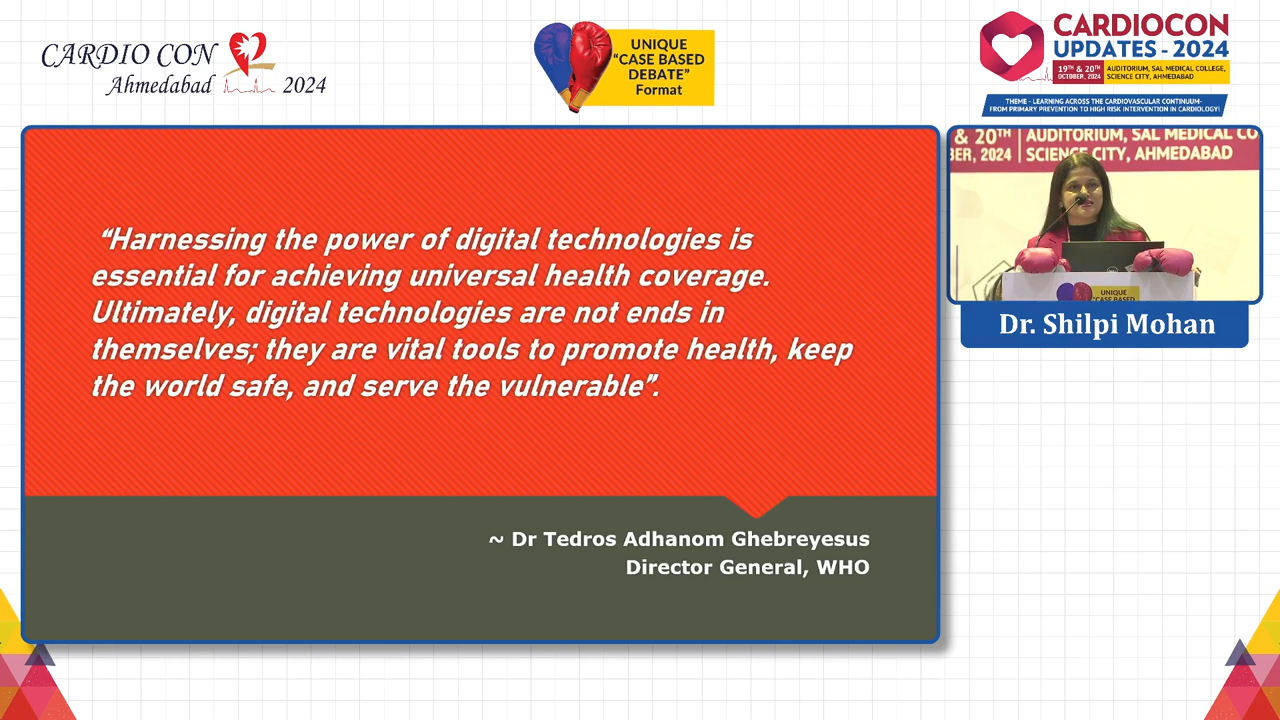 CARDIO CON
Ahmedabad 2024
UNIQUE
"CASE BASED
DEBATE"
Format
CARDIOCON
UPDATES - 2024
19TH & 20TH
OCTOBER, 2024
AUDITORIUM, SAL MEDICAL COLLEGE,
SCIENCE CITY, AHMEDABAD
THEME - LEARNING ACROSS THE CARDIOVASCULAR CONTINUUM-
FROM PRIMARY PREVENTION TO HIGH RISK INTERVENTION IN CARDIOLOGY!
“Harnessing the power of digital technologies is
essential for achieving universal health coverage.
Ultimately, digital technologies are not ends in
themselves; they are vital tools to promote health, keep
the world safe, and serve the vulnerable”.
~ Dr Tedros Adhanom Ghebreyesus
Director General, WHO
& 20TH
BER, 2024
AUDITORIUM, SAL MEDICAL CO
SCIENCE CITY, AHMEDABAD
UNIQUE
"CASE BASED
Dr. Shilpi Mohan